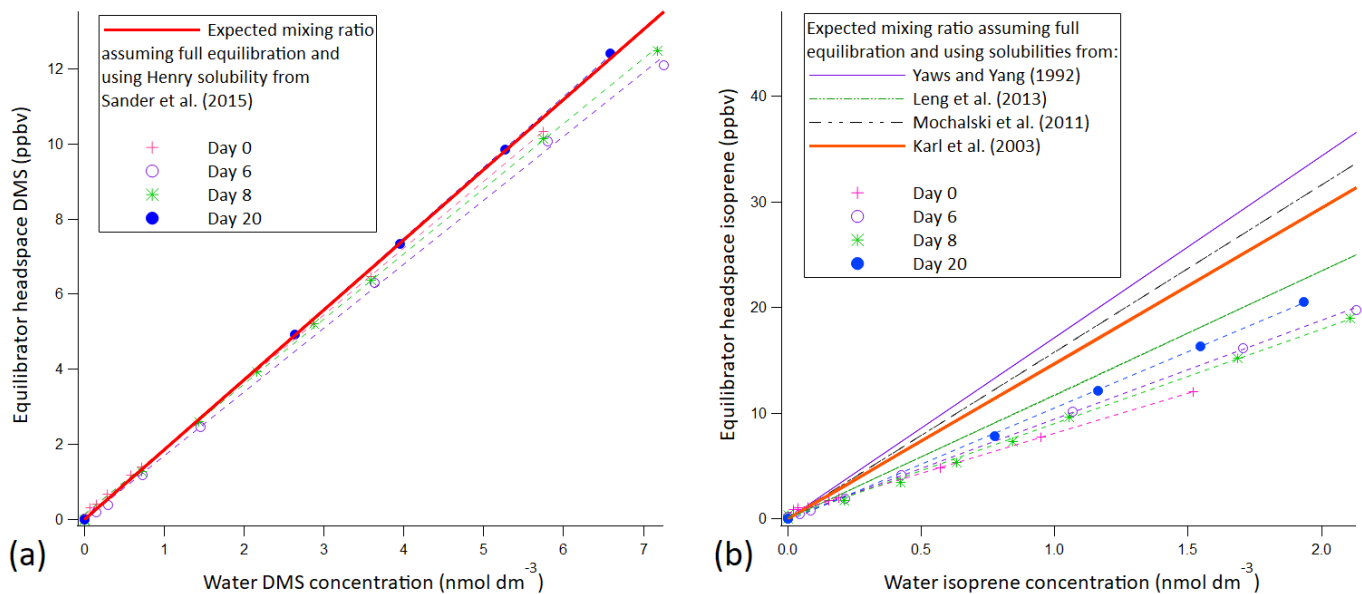 Expected mixing ratio
assuming full equilibration and
using Henry solubility from
Sander et al. (2015)
Day 0
Day 6
Day 8
Day 20
Equilibrator headspace DMS (ppbv)
12
10
8
6
4
2
0
0 1 2 3 4 5 6 7
Water DMS concentration (nmol dm-3)
(a)
Expected mixing ratio assuming full
equilibration and using solubilities from:
Yaws and Yang (1992)
Leng et al. (2013)
Mochalski et al. (2011)
Karl et al. (2003)
Day 0
Day 6
Day 8
Day 20
Equilibrator headspace isoprene (ppbv)
40
30
20
10
0
0.0 0.5 1.0 1.5 2.0
Water isoprene concentration (nmol dm-3)
(b)